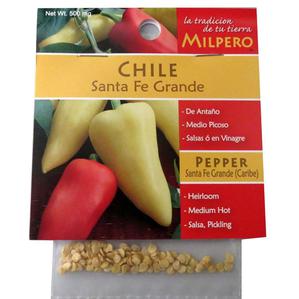 Net Wt. 500 mg
la tradicion
de tu tierra
MILPERO
CHILE
Santa Fe Grande
- De Antaño
- Medio Picoso
- Salsas ó en Vinagre
PEPPER
Santa Fe Grande (Caribe)
- Heirloom
- Medium Hot
- Salsa, Pickling